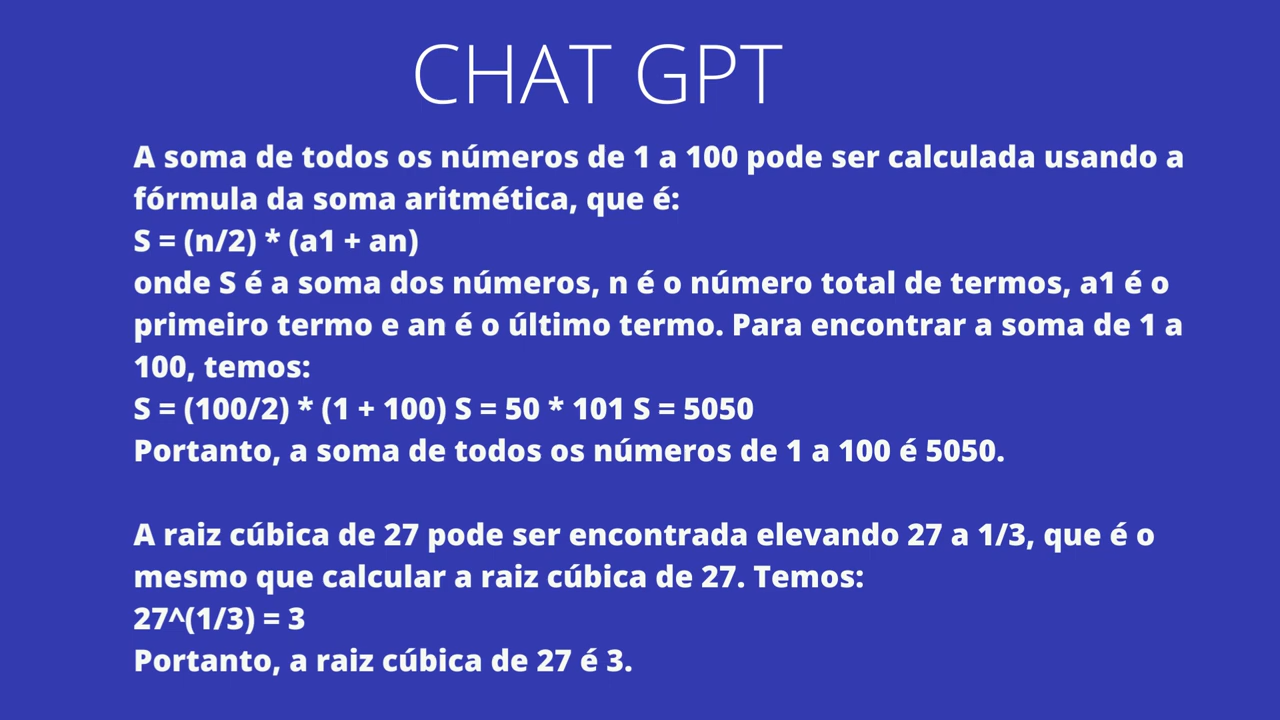 CHAT GPT
A soma de todos os números de 1 a 100 pode ser calculada usando a
fórmula da soma aritmética, que é:
S = (n/2) * (a1 + an)
onde S é a soma dos números, n é o número total de termos, a1 é o
primeiro termo e an é o último termo. Para encontrar a soma de 1 a
100, temos:
S = (100/2) * (1 + 100) S = 50 * 101 S = 5050
Portanto, a soma de todos os números de 1 a 100 é 5050.
A raiz cúbica de 27 pode ser encontrada elevando 27 a 1/3, que é o
mesmo que calcular a raiz cúbica de 27. Temos:
27^(1/3) = 3
Portanto, a raiz cúbica de 27 é 3.